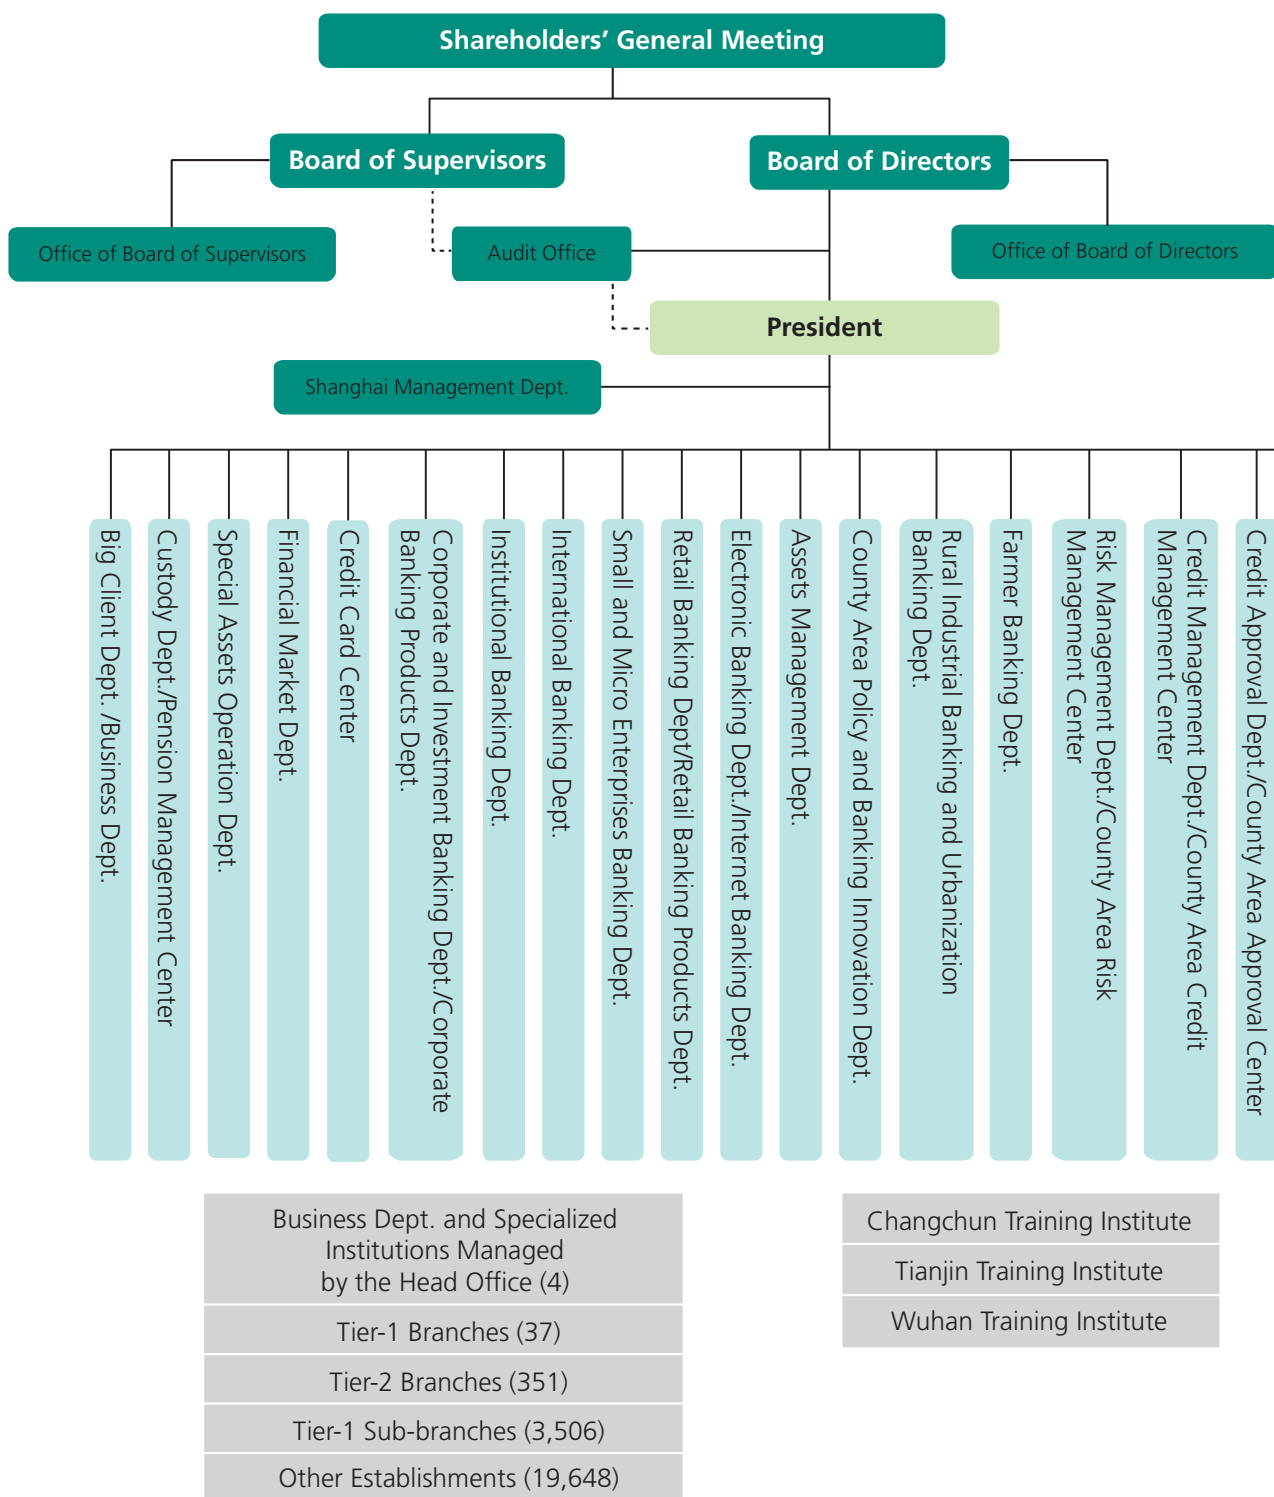 Shareholders’ General Meeting
Board of Supervisors
Board of Directors
Office of Board of Supervisors
Audit Office
Office of Board of Directors
President
Shanghai Management Dept.
Big Client Dept. /Business Dept.
Custody Dept./Pension Management Center
Special Assets Operation Dept.
Financial Market Dept.
Credit Card Center
Corporate and Investment Banking Dept./Corporate
Banking Products Dept.
Institutional Banking Dept.
International Banking Dept.
Small and Micro Enterprises Banking Dept.
Retail Banking Dept/Retail Banking Products Dept.
Electronic Banking Dept./Internet Banking Dept.
Assets Management Dept.
County Area Policy and Banking Innovation Dept.
Rural Industrial Banking and Urbanization
Banking Dept.
Farmer Banking Dept.
Risk Management Dept./County Area Risk
Management Center
Credit Management Dept./County Area Credit
Management Center
Credit Approval Dept./County Area Approval Center
Business Dept. and Specialized
Institutions Managed
by the Head Office (4)
Tier-1 Branches (37)
Tier-2 Branches (351)
Tier-1 Sub-branches (3,506)
Other Establishments (19,648)
Changchun Training Institute
Tianjin Training Institute
Wuhan Training Institute